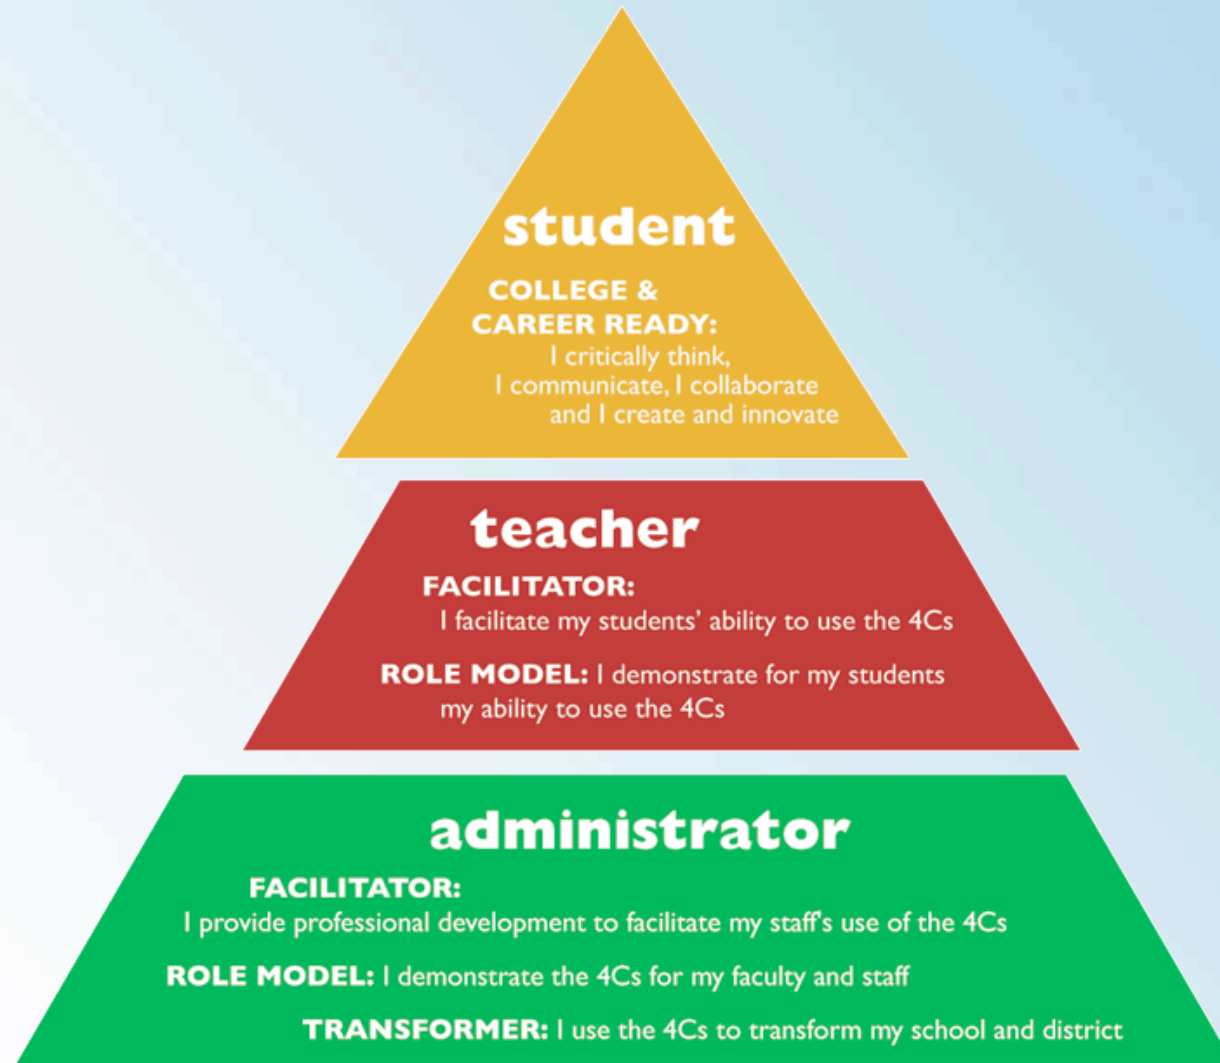 student
COLLEGE &
CAREER READY:
I critically think,
I communicate, I collaborate
and I create and innovate
teacher
FACILITATOR:
I facilitate my students’ ability to use the 4Cs
ROLE MODEL: I demonstrate for my students
my ability to use the 4Cs
administrator
FACILITATOR:
I provide professional development to facilitate my staff's use of the 4Cs
ROLE MODEL: I demonstrate the 4Cs for my faculty and staff
TRANSFORMER: I use the 4Cs to transform my school and district